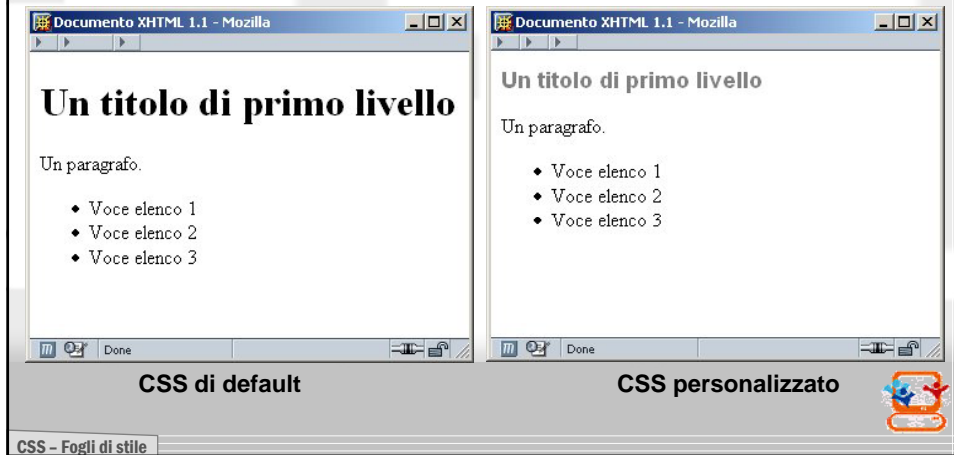 Documento XHTML 1.1 - Mozilla
Un titolo di primo livello
Un paragrafo.
Voce elenco 1
Voce elenco 2
Voce elenco 3
Done
CSS di default
Documento XHTML 1.1 - Mozilla
Un titolo di primo livello
Un paragrafo.
Voce elenco 1
Voce elenco 2
Voce elenco 3
Done
CSS personalizzato
CSS – Fogli di stile